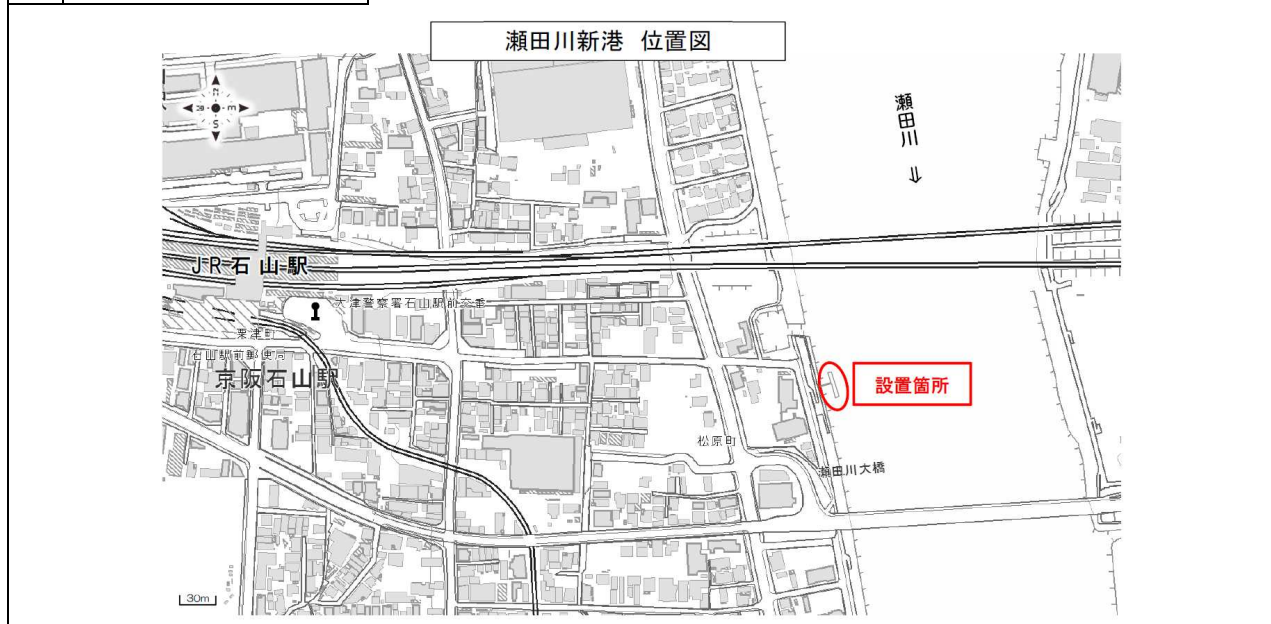 瀬田川新港 位置図
瀬田川
⇓
N
E
S
JR石山駅
大津警察署石山駅前交番
粟津町
石山駅前郵便局
京阪石山駅
設置箇所
松原町
瀬田川大橋
30m